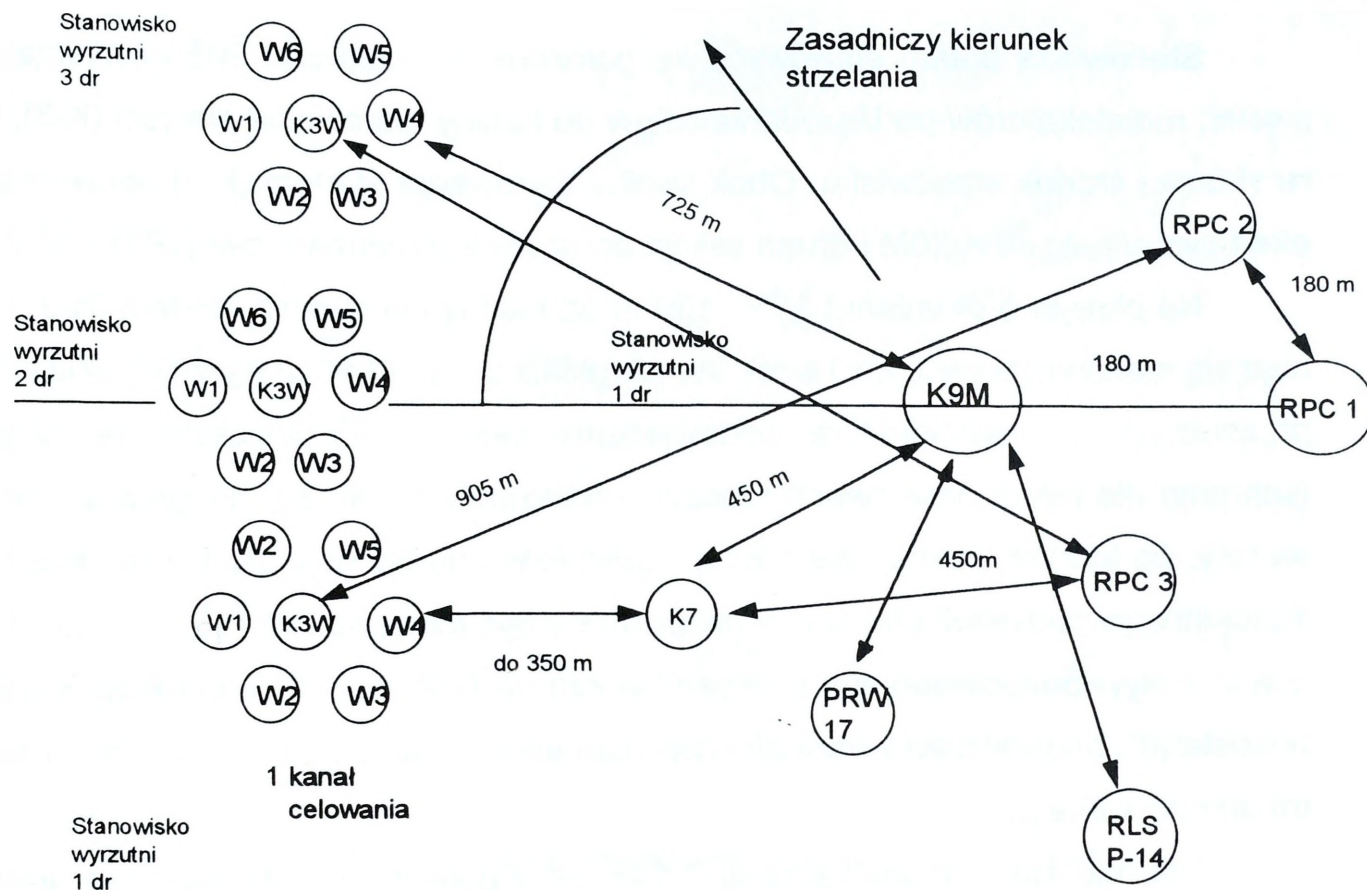 Stanowisko
wyrzutni
3 dr
W6
W5
W1
K3W
W4
W2
W3
Zasadniczy kierunek
strzelania
725 m
RPC 2
180 m
Stanowisko
wyrzutni
2 dr
W6
W5
W1
K3W
W4
W2
W3
Stanowisko
wyrzutni
1 dr
K9M
180 m
RPC 1
905 m
450 m
W2
W5
W1
K3W
W4
W2
W3
do 350 m
K7
450m
RPC 3
PRW
17
RLS
P-14
1 kanał
celowania
Stanowisko
wyrzutni
1 dr